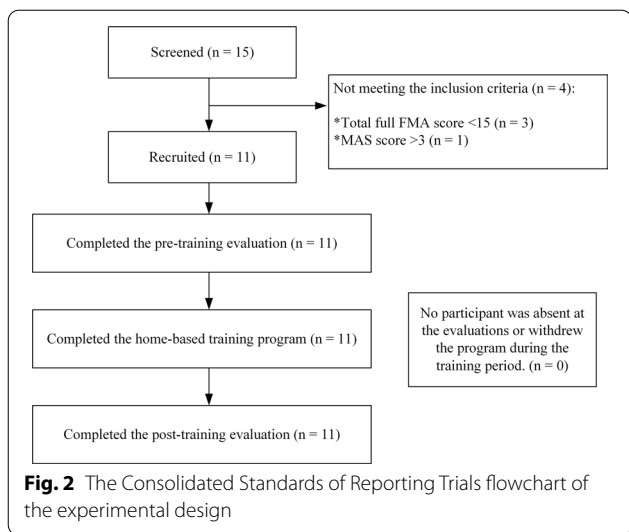 Screened (n = 15)
Not meeting the inclusion criteria (n = 4):
*Total full FMA score <15 (n = 3)
*MAS score >3 (n = 1)
Recruited (n = 11)
Completed the pre-training evaluation (n = 11)
Completed the home-based training program (n = 11)
No participant was absent at
the evaluations or withdrew
the program during the
training period. (n = 0)
Completed the post-training evaluation (n = 11)
Fig. 2 The Consolidated Standards of Reporting Trials flowchart of
the experimental design